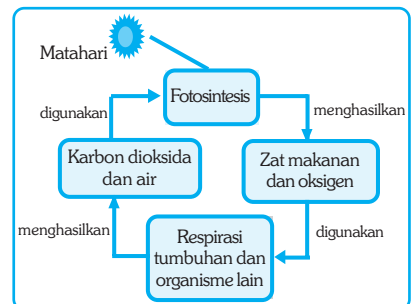 Matahari
Fotosintesis
digunakan
menghasilkan
Karbon dioksida
dan air
Zat makanan
dan oksigen
menghasilkan
digunakan
Respirasi
tumbuhan dan
organisme lain